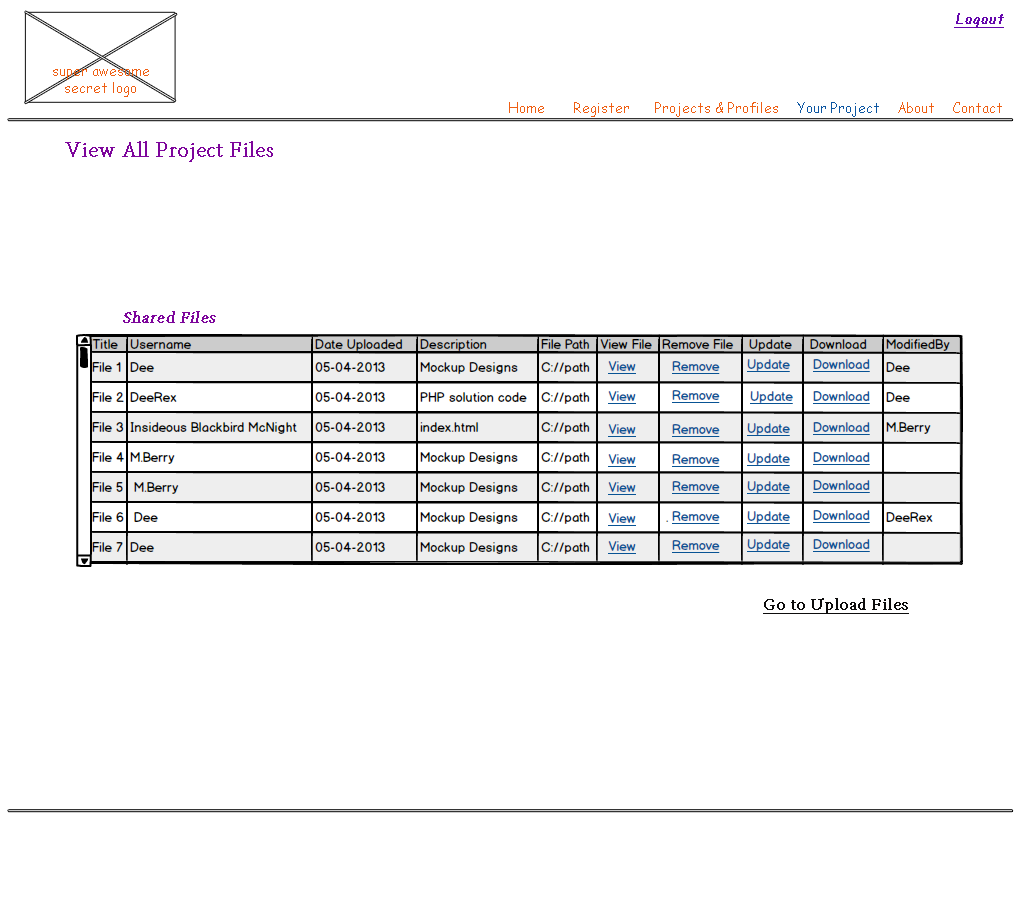 Logout
super awesome
secret logo
Home Register Projects & Profiles Your Project About Contact
View All Project Files
Shared Files
Title Username Date Uploaded Description File Path View File Remove File Update Download ModifiedBy
File 1 Dee 05-04-2013 Mockup Designs C://path View Remove Update Download Dee
File 2 DeeRex 05-04-2013 PHP solution code C://path View Remove Update Download Dee
File 3 Insideous Blackbird McNight 05-04-2013 index.html C://path View Remove Update Download M.Berry
File 4 M.Berry 05-04-2013 Mockup Designs C://path View Remove Update Download
File 5 M.Berry 05-04-2013 Mockup Designs C://path View Remove Update Download
File 6 Dee 05-04-2013 Mockup Designs C://path View . Remove Update Download DeeRex
File 7 Dee 05-04-2013 Mockup Designs C://path View Remove Update Download
Go to Upload Files